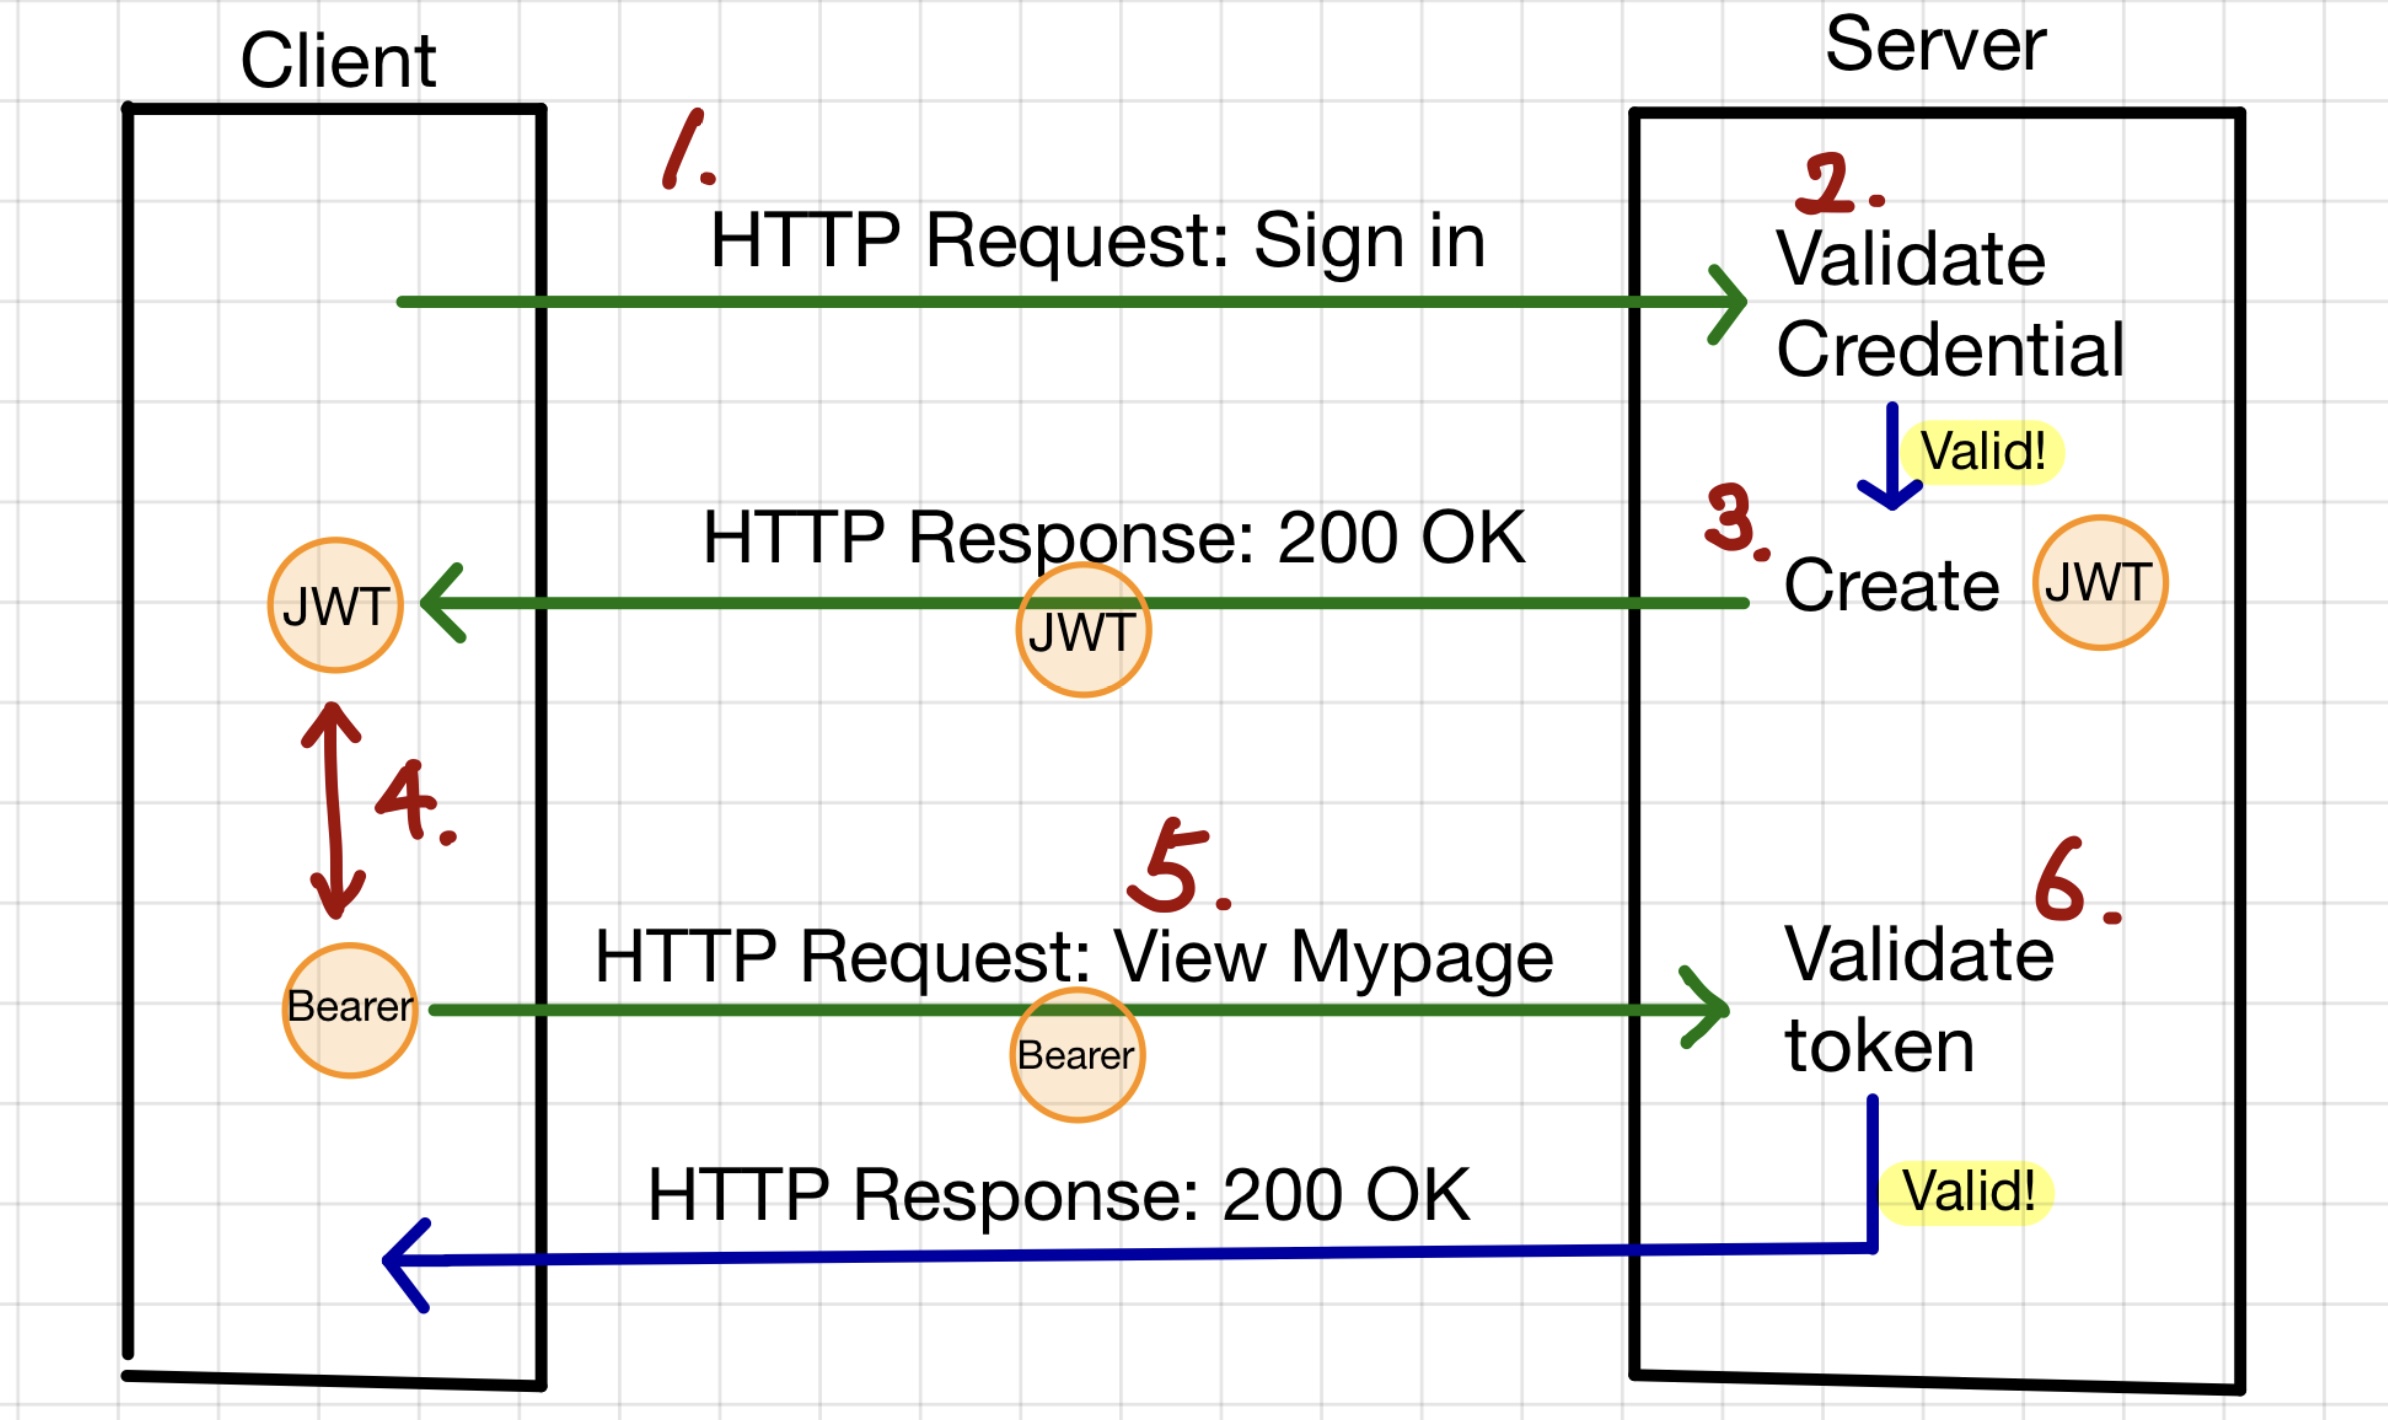 Client
Server
1.
HTTP Request: Sign in
2.
Validate
Credential
Valid!
HTTP Response: 200 OK
JWT
3.
Create
JWT
JWT
4.
5.
HTTP Request: View Mypage
Bearer
Bearer
6.
Validate
token
Valid!
HTTP Response: 200 OK